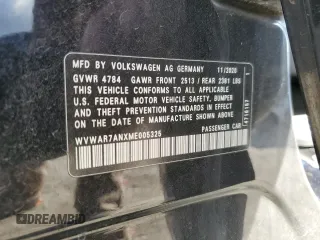 MFD BY VOLKSWAGEN AG GERMANY 11/2020
GVWR 4784 GAWR FRONT 2513 / REAR 2381 LBS
THIS VEHICLE CONFORMS TO ALL APPLICABLE
U.S. FEDERAL MOTOR VEHICLE SAFETY, BUMPER
AND THEFT PREVENTION STANDARDS IN EFFECT
ON THE DATE OF MANUFACTURE SHOWN ABOVE
WVWAR7ANXME005326
PASSENGER CAR
DREAMBID